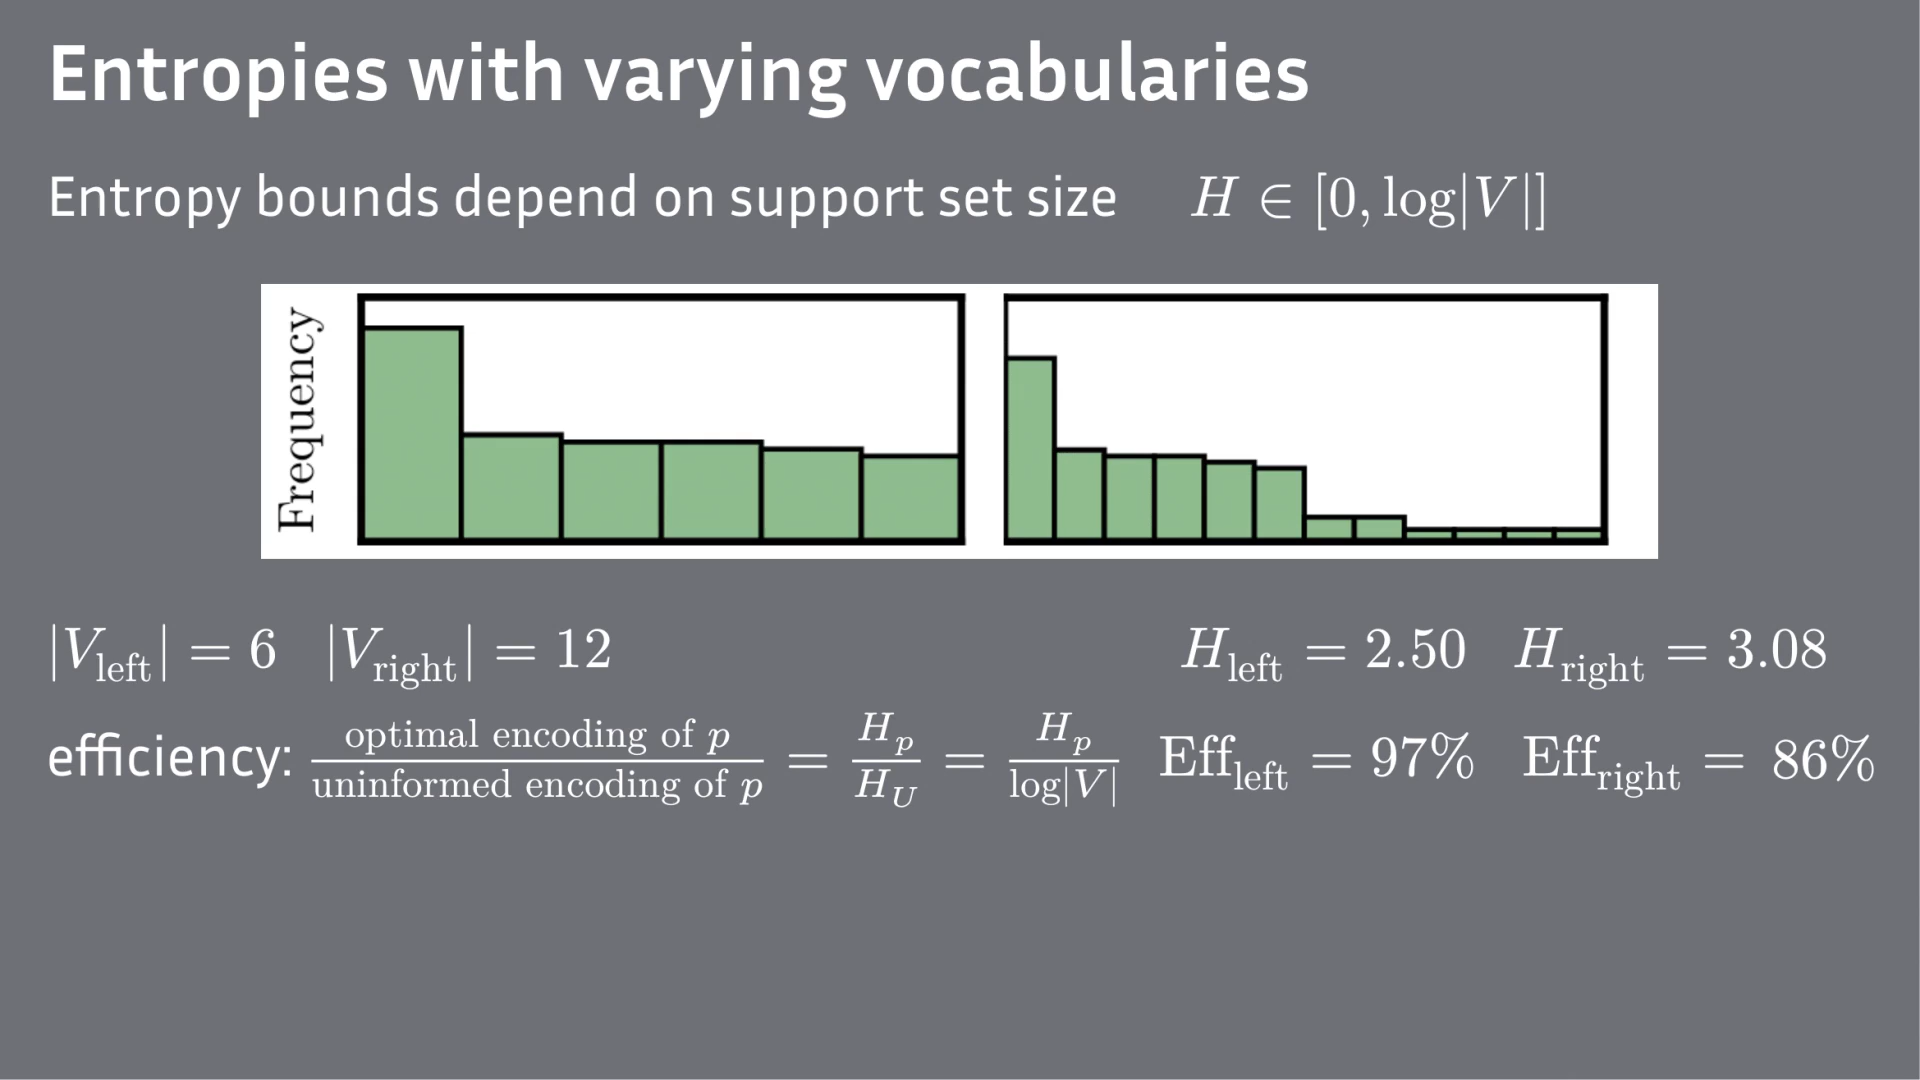 Entropies with varying vocabularies
Entropy bounds depend on support set size H ∈ [0, log|V|]
Frequency
|V_left| = 6 |V_right| = 12 H_left = 2.50 H_right = 3.08
efficiency: optimal encoding of p / uninformed encoding of p = H_p / H_U = H_p / log|V| Eff_left = 97% Eff_right = 86%